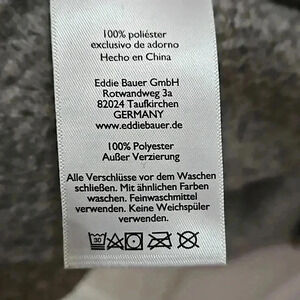 100% poliéster
exclusivo de adorno
Hecho en China
Eddie Bauer GmbH
Rotwandweg 3a
82024 Taufkirchen
GERMANY
www.eddiebauer.de
100% Polyester
Außer Verzierung
Alle Verschlüsse vor dem Waschen
schließen. Mit ähnlichen Farben
waschen. Feinwaschmittel
verwenden. Keine Weichspüler
verwenden.
30